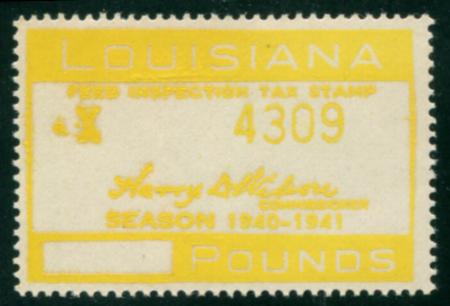 LOUISIANA
FEED INSPECTION TAX STAMP
4309
Harry D. Wilson
COMMISSIONER
SEASON 1940-1941
POUNDS